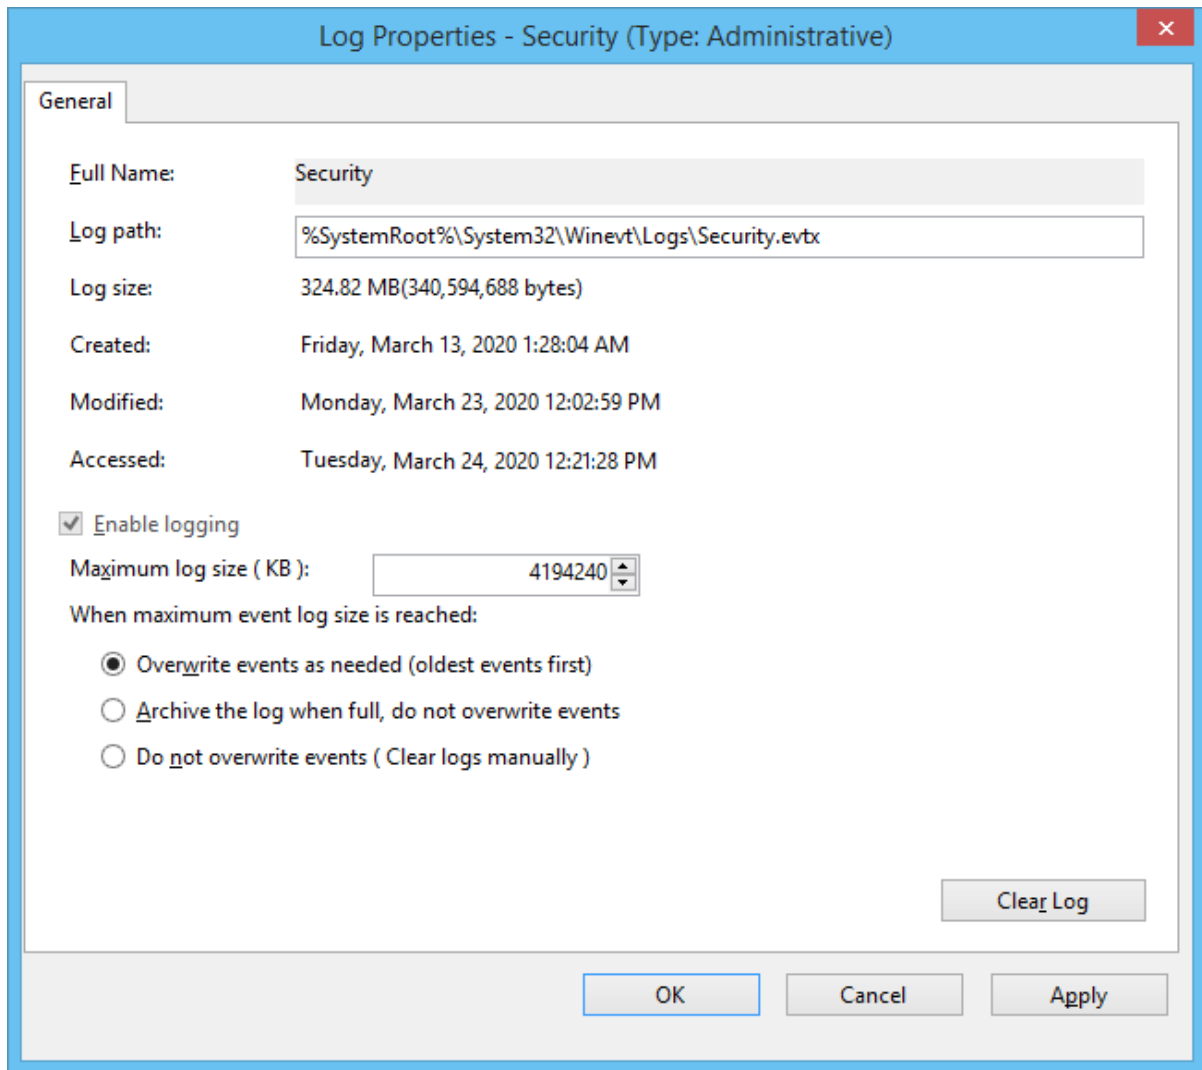 Log Properties - Security (Type: Administrative)
General
Full Name: Security
Log path: %SystemRoot%\System32\Winevt\Logs\Security.evtx
Log size: 324.82 MB(340,594,688 bytes)
Created: Friday, March 13, 2020 1:28:04 AM
Modified: Monday, March 23, 2020 12:02:59 PM
Accessed: Tuesday, March 24, 2020 12:21:28 PM
Enable logging
Maximum log size ( KB ): 4194240
When maximum event log size is reached:
Overwrite events as needed (oldest events first)
Archive the log when full, do not overwrite events
Do not overwrite events ( Clear logs manually )
Clear Log
OK Cancel Apply